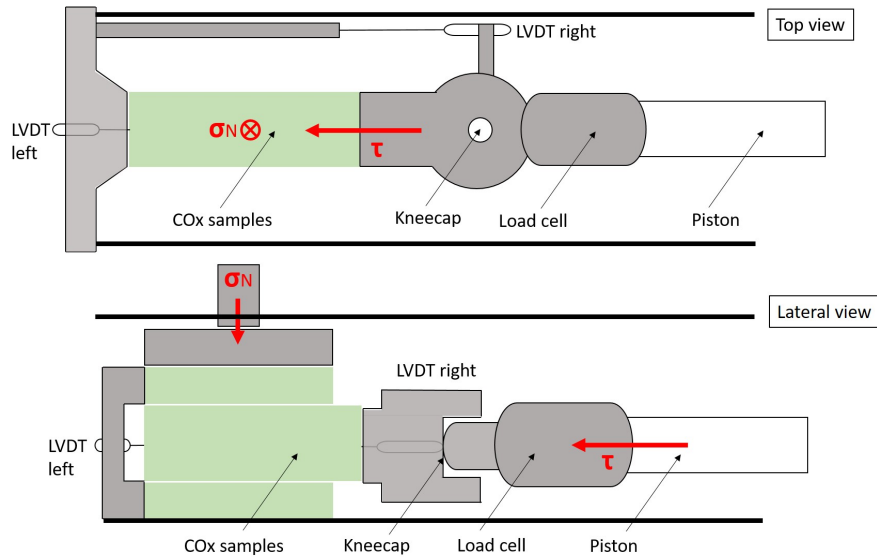 LVDT right
Top view
σN
τ
LVDT
left
COx samples
Kneecap
Load cell
Piston
σN
Lateral view
LVDT right
LVDT
left
τ
COx samples
Kneecap
Load cell
Piston